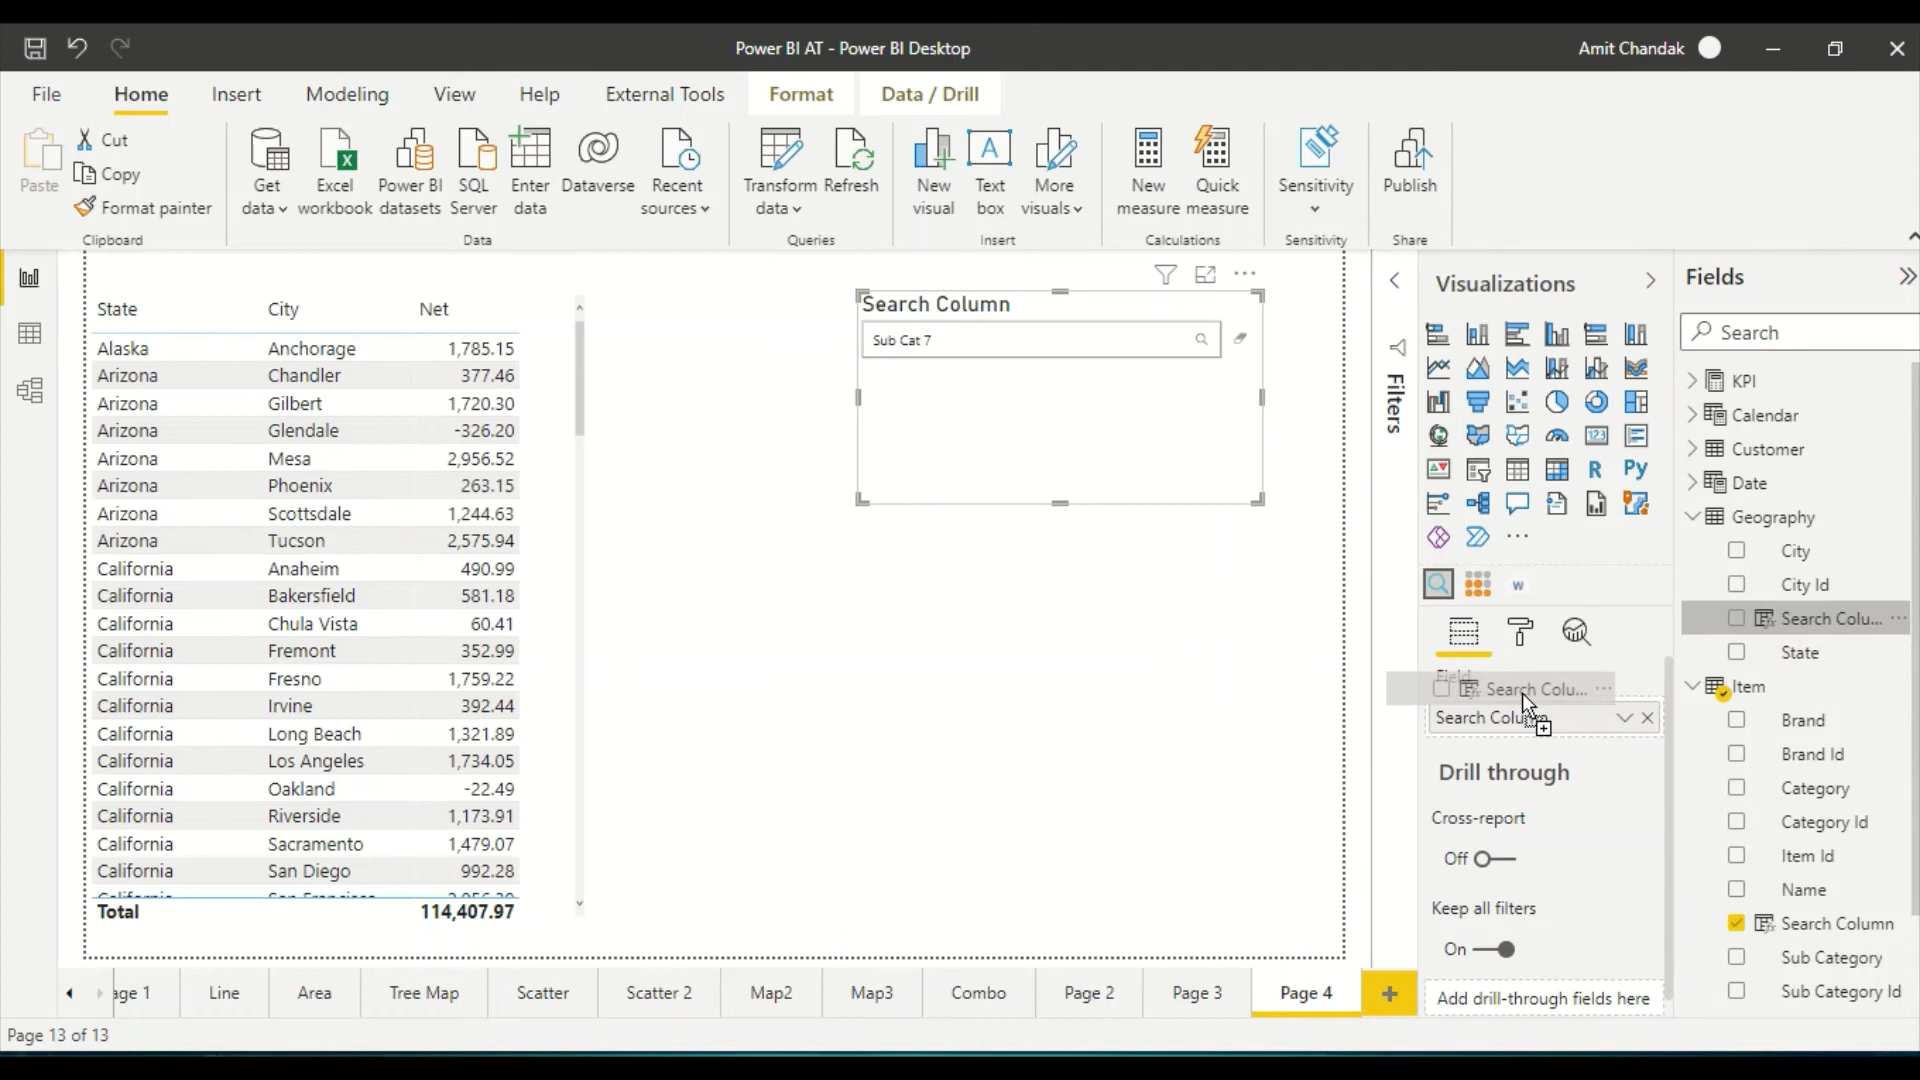 Power BI AT - Power BI Desktop
Amit Chandak
File Home Insert Modeling View Help External Tools Format Data / Drill
Paste
Cut
Copy
Format painter
Get data
Excel workbook
Power BI datasets
SQL Server
Enter data
Dataverse
Recent sources
Transform data
Refresh
New visual
Text box
More visuals
New measure
Quick measure
Sensitivity
Publish
Clipboard Data Queries Insert Calculations Sensitivity Share
State City Net
Alaska Anchorage 1,785.15
Arizona Chandler 377.46
Arizona Gilbert 1,720.30
Arizona Glendale -326.20
Arizona Mesa 2,956.52
Arizona Phoenix 263.15
Arizona Scottsdale 1,244.63
Arizona Tucson 2,575.94
California Anaheim 490.99
California Bakersfield 581.18
California Chula Vista 60.41
California Fremont 352.99
California Fresno 1,759.22
California Irvine 392.44
California Long Beach 1,321.89
California Los Angeles 1,734.05
California Oakland -22.49
California Riverside 1,173.91
California Sacramento 1,479.07
California San Diego 992.28
Total 114,407.97
Search Column
Sub Cat 7
Filters
Visualizations
123
R Py
W
Field
Search Colu... ...
Search Column
Drill through
Cross-report
Off
Keep all filters
On
Add drill-through fields here
Fields
Search
KPI
Calendar
Customer
Date
Geography
City
City Id
Search Colu... ...
State
Item
Brand
Brand Id
Category
Category Id
Item Id
Name
Search Column
Sub Category
Sub Category Id
age 1 Line Area Tree Map Scatter Scatter 2 Map2 Map3 Combo Page 2 Page 3 Page 4
Page 13 of 13